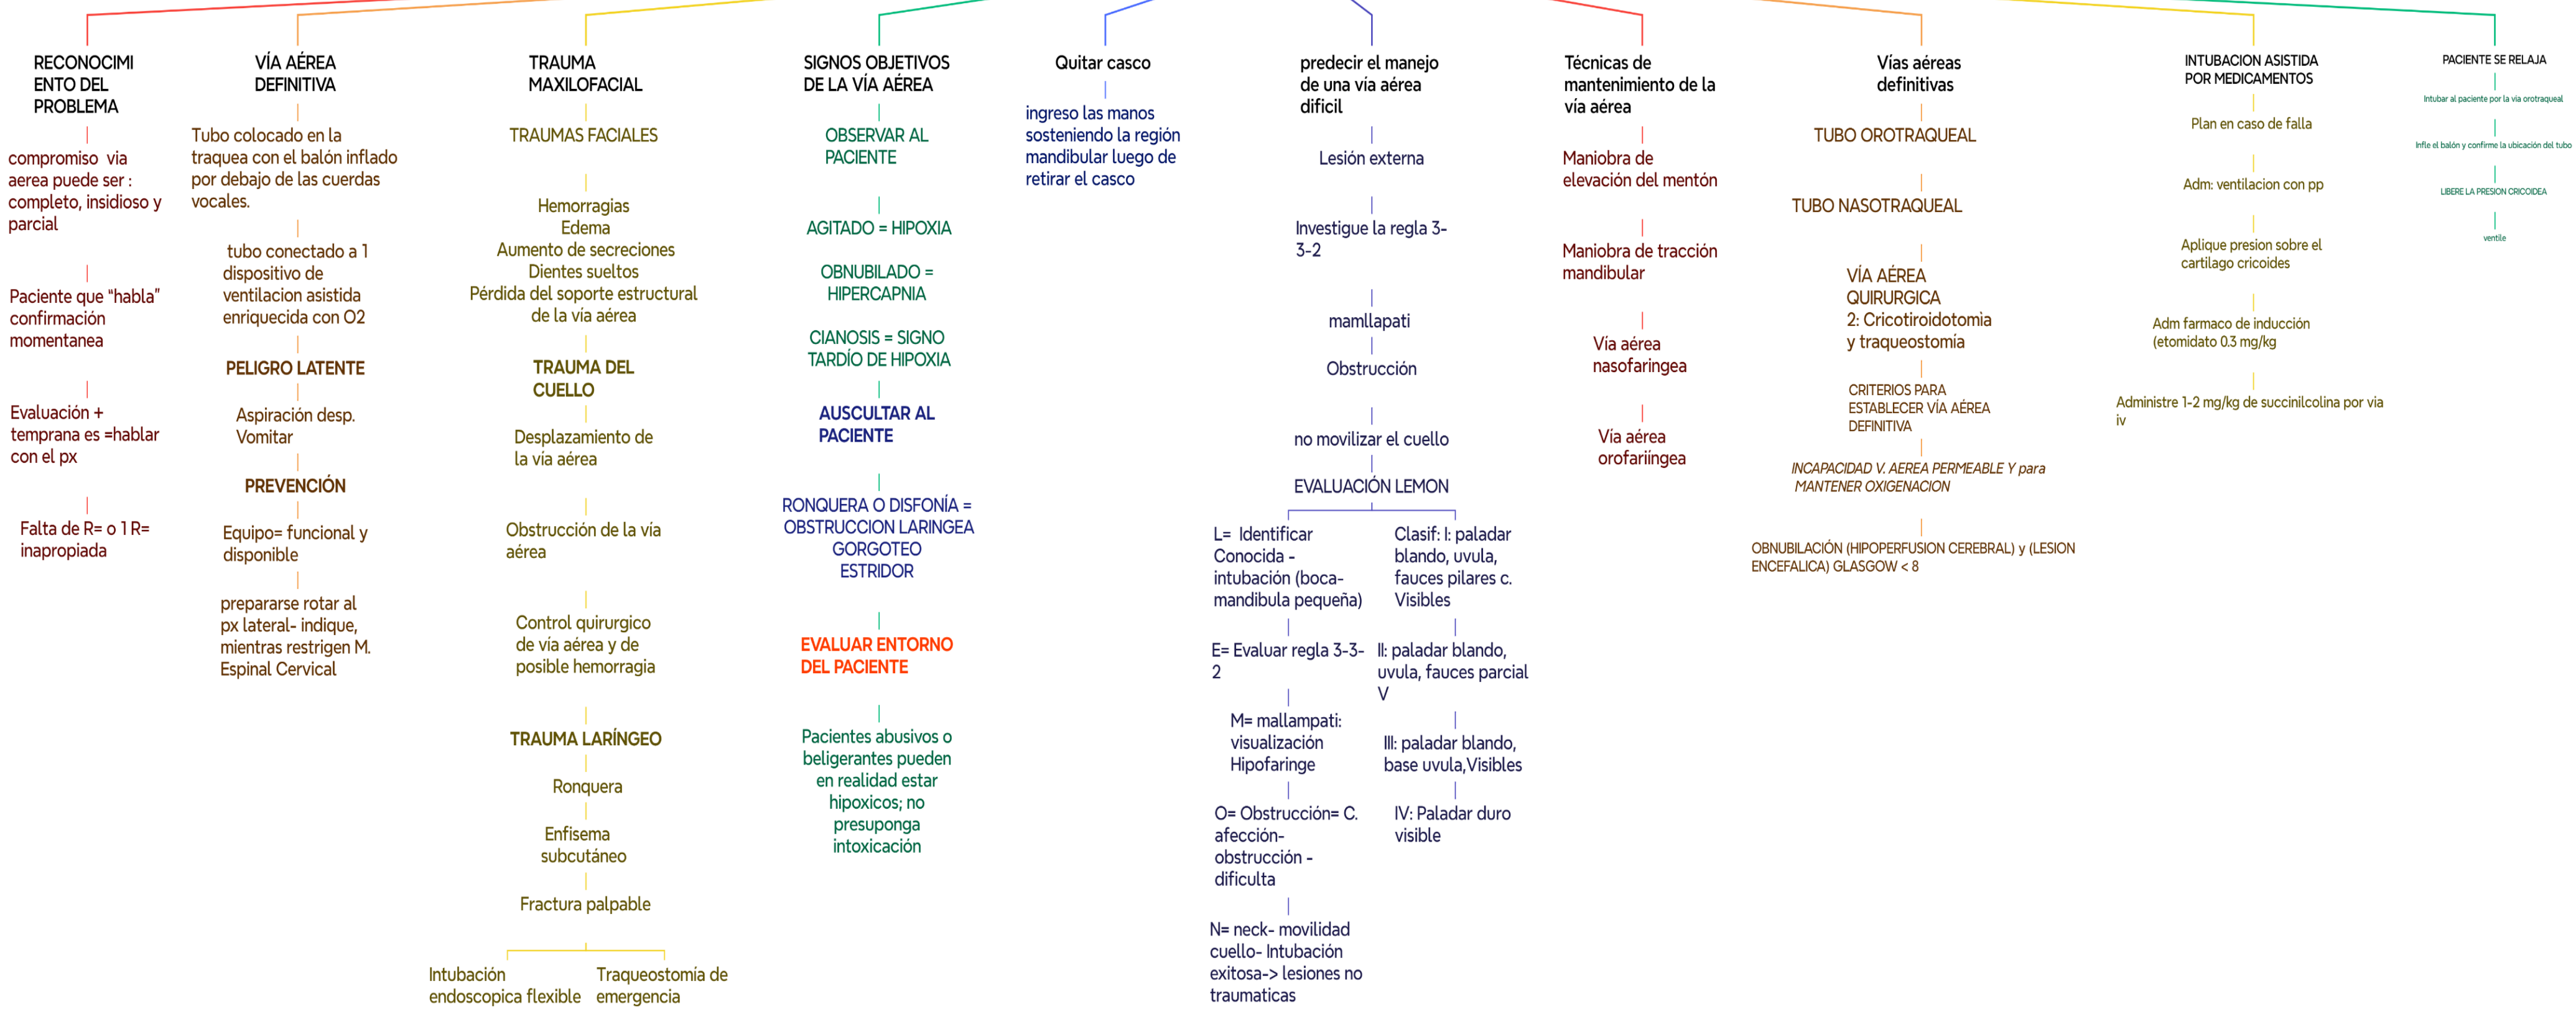 RECONOCIMI
ENTO DEL
PROBLEMA
compromiso via
aerea puede ser :
completo, insidioso y
parcial
Paciente que “habla”
confirmación
momentanea
Evaluación +
temprana es =hablar
con el px
Falta de R= o 1 R=
inapropiada
VÍA AÉREA
DEFINITIVA
Tubo colocado en la
traquea con el balón inflado
por debajo de las cuerdas
vocales.
tubo conectado a 1
dispositivo de
ventilacion asistida
enriquecida con O2
PELIGRO LATENTE
Aspiración desp.
Vomitar
PREVENCIÓN
Equipo= funcional y
disponible
prepararse rotar al
px lateral- indique,
mientras restrigen M.
Espinal Cervical
TRAUMA
MAXILOFACIAL
TRAUMAS FACIALES
Hemorragias
Edema
Aumento de secreciones
Dientes sueltos
Pérdida del soporte estructural
de la vía aérea
TRAUMA DEL
CUELLO
Desplazamiento de
la vía aérea
Obstrucción de la vía
aérea
Control quirurgico
de vía aérea y de
posible hemorragia
TRAUMA LARÍNGEO
Ronquera
Enfisema
subcutáneo
Fractura palpable
Intubación
endoscopica flexible
Traqueostomía de
emergencia
SIGNOS OBJETIVOS
DE LA VÍA AÉREA
OBSERVAR AL
PACIENTE
AGITADO = HIPOXIA
OBNUBILADO =
HIPERCAPNIA
CIANOSIS = SIGNO
TARDÍO DE HIPOXIA
AUSCULTAR AL
PACIENTE
RONQUERA O DISFONÍA =
OBSTRUCCION LARINGEA
GORGOTEO
ESTRIDOR
EVALUAR ENTORNO
DEL PACIENTE
Pacientes abusivos o
beligerantes pueden
en realidad estar
hipoxicos; no
presuponga
intoxicación
Quitar casco
ingreso las manos
sosteniendo la región
mandibular luego de
retirar el casco
predecir el manejo
de una vía aérea
dificil
Lesión externa
Investigue la regla 3-
3-2
mamllapati
Obstrucción
no movilizar el cuello
EVALUACIÓN LEMON
L= Identificar
Conocida -
intubación (boca-
mandibula pequeña)
E= Evaluar regla 3-3-
2
M= mallampati:
visualización
Hipofaringe
O= Obstrucción= C.
afección-
obstrucción -
dificulta
N= neck- movilidad
cuello- Intubación
exitosa-> lesiones no
traumaticas
Clasif: I: paladar
blando, uvula,
fauces pilares c.
Visibles
II: paladar blando,
uvula, fauces parcial
V
III: paladar blando,
base uvula,Visibles
IV: Paladar duro
visible
Técnicas de
mantenimiento de la
vía aérea
Maniobra de
elevación del mentón
Maniobra de tracción
mandibular
Vía aérea
nasofaringea
Vía aérea
orofariíngea
Vías aéreas
definitivas
TUBO OROTRAQUEAL
TUBO NASOTRAQUEAL
VÍA AÉREA
QUIRURGICA
2: Cricotiroidotomìa
y traqueostomía
CRITERIOS PARA
ESTABLECER VÍA AÉREA
DEFINITIVA
INCAPACIDAD V. AEREA PERMEABLE Y para
MANTENER OXIGENACION
OBNUBILACIÓN (HIPOPERFUSION CEREBRAL) y (LESION
ENCEFALICA) GLASGOW < 8
INTUBACION ASISTIDA
POR MEDICAMENTOS
Plan en caso de falla
Adm: ventilacion con pp
Aplique presion sobre el
cartilago cricoides
Adm farmaco de inducción
(etomidato 0.3 mg/kg
Administre 1-2 mg/kg de succinilcolina por via
iv
PACIENTE SE RELAJA
Intubar al paciente por la via orotraqueal
Infle el balón y confirme la ubicación del tubo
LIBERE LA PRESION CRICOIDEA
ventile